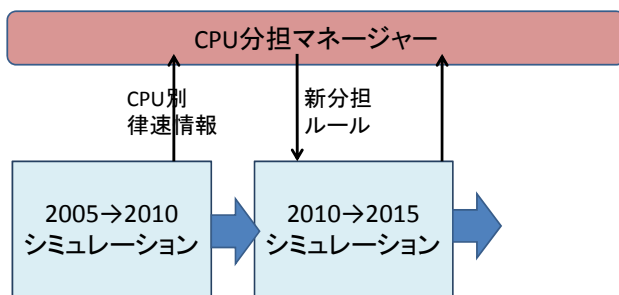 CPU分担マネージャー
CPU別
律速情報
新分担
ルール
2005→2010
シミュレーション
2010→2015
シミュレーション